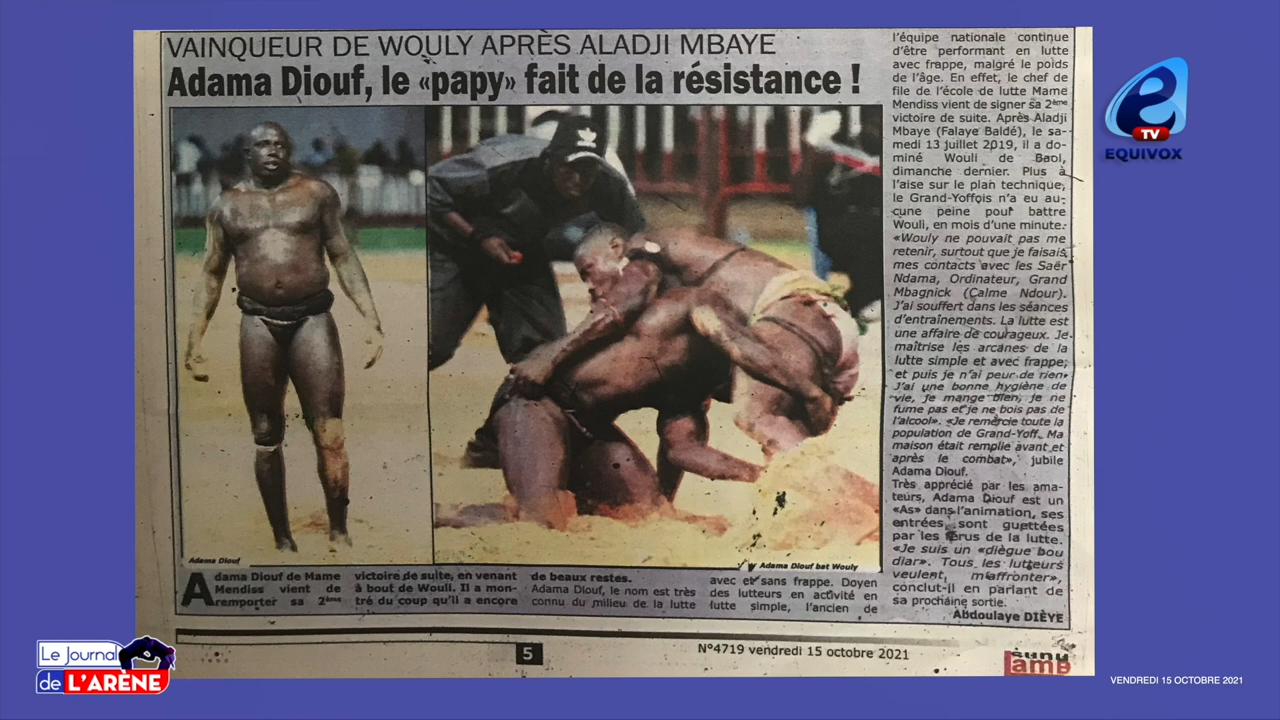 VAINQUEUR DE WOULY APRÈS ALADJI MBAYE
Adama Diouf, le «papy» fait de la résistance !
Adama Diouf
Adama Diouf bat Wouly
Adama Diouf de Mame
Mendiss vient de
remporter sa 2ème
victoire de suite, en venant
à bout de Wouli. Il a mon-
tré du coup qu'il a encore
de beaux restes.
Adama Diouf, le nom est très
connu du milieu de la lutte
avec et sans frappe. Doyen
des lutteurs en activité en
lutte simple, l'ancien de
l'équipe nationale continue
d'être performant en lutte
avec frappe, malgré le poids
de l'âge. En effet, le chef de
file de l'école de lutte Mame
Mendiss vient de signer sa 2ème
victoire de suite. Après Aladji
Mbaye (Falaye Baldé), le sa-
medi 13 juillet 2019, il a do-
miné Wouli de Baol,
dimanche dernier. Plus à
l'aise sur le plan technique,
le Grand-Yoffois n'a eu au-
cune peine pour battre
Wouli, en mois d'une minute.
«Wouly ne pouvait pas me
retenir, surtout que je faisais
mes contacts avec les Saër
Ndama, Ordinateur, Grand
Mbagnick (Calme Ndour).
J'ai souffert dans les séances
d'entraînements. La lutte est
une affaire de courageux. Je
maîtrise les arcanes de la
lutte simple et avec frappe;
et puis je n'ai peur de rien.
J'ai une bonne hygiène de
vie, je mange bien, je ne
fume pas et je ne bois pas de
l'alcool». «Je remercie toute la
population de Grand-Yoff. Ma
maison était remplie avant et
après le combat», jubile
Adama Diouf.
Très apprécié par les ama-
teurs, Adama Diouf est un
«As» dans l'animation, ses
entrées sont guettées
par les férus de la lutte.
«Je suis un «diègue bou
diar». Tous les lutteurs
veulent m'affronter»,
conclut-il en parlant de
sa prochaine sortie.
Abdoulaye DIÈYE
5
N°4719 vendredi 15 octobre 2021
sunu
lamb
e
TV
EQUIVOX
Le Journal
de L'ARÈNE
VENDREDI 15 OCTOBRE 2021